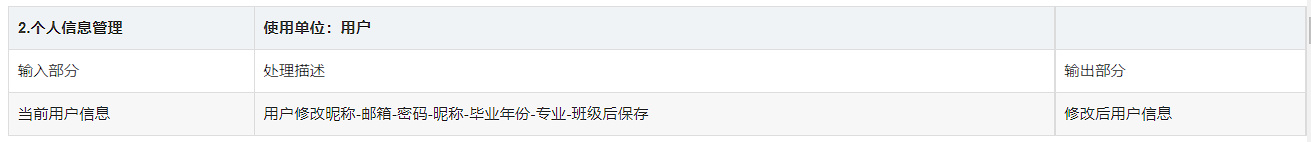 2.个人信息管理 使用单位：用户
输入部分 处理描述 输出部分
当前用户信息 用户修改昵称-邮箱-密码-昵称-毕业年份-专业-班级后保存 修改后用户信息